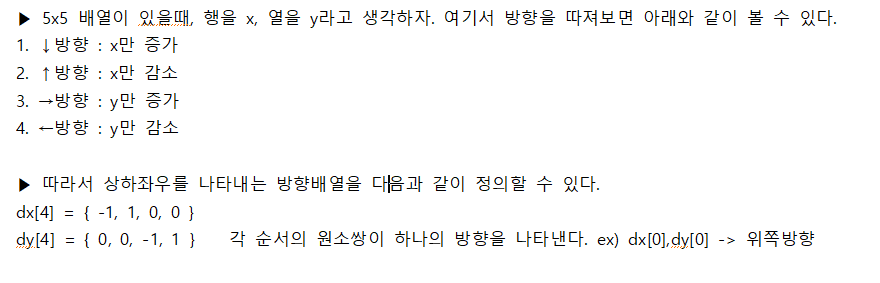 ▶ 5x5 배열이 있을때, 행을 x, 열을 y라고 생각하자. 여기서 방향을 따져보면 아래와 같이 볼 수 있다.
1. ↓방향 : x만 증가
2. ↑방향 : x만 감소
3. →방향 : y만 증가
4. ←방향 : y만 감소
▶ 따라서 상하좌우를 나타내는 방향배열을 다음과 같이 정의할 수 있다.
dx[4] = { -1, 1, 0, 0 }
dy[4] = { 0, 0, -1, 1 } 각 순서의 원소쌍이 하나의 방향을 나타낸다. ex) dx[0],dy[0] -> 위쪽방향